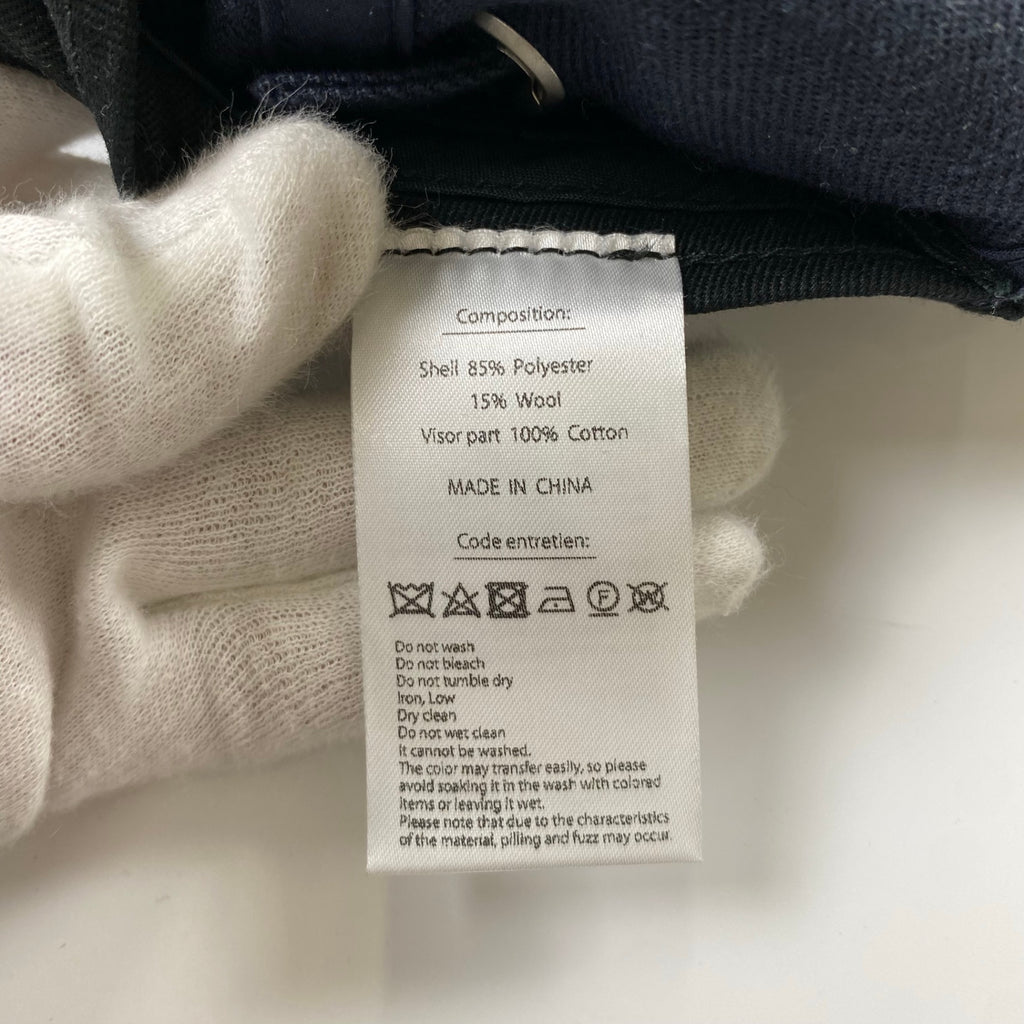 Composition:
Shell 85% Polyester
15% Wool
Visor part 100% Cotton
MADE IN CHINA
Code entretien:
F W
Do not wash
Do not bleach
Do not tumble dry
Iron, Low
Dry clean
Do not wet clean
It cannot be washed.
The color may transfer easily, so please
avoid soaking it in the wash with colored
items or leaving it wet.
Please note that due to the characteristics
of the material, pilling and fuzz may occur.